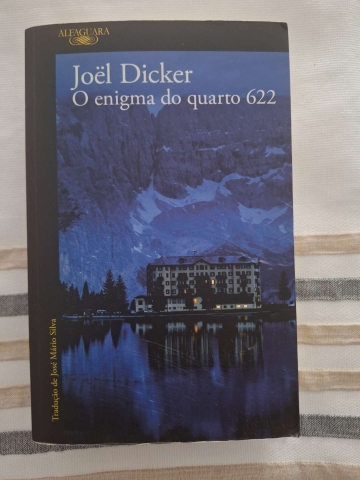 ALFAGUARA
Joël Dicker
O enigma do quarto 622
Tradução de José Mário Silva